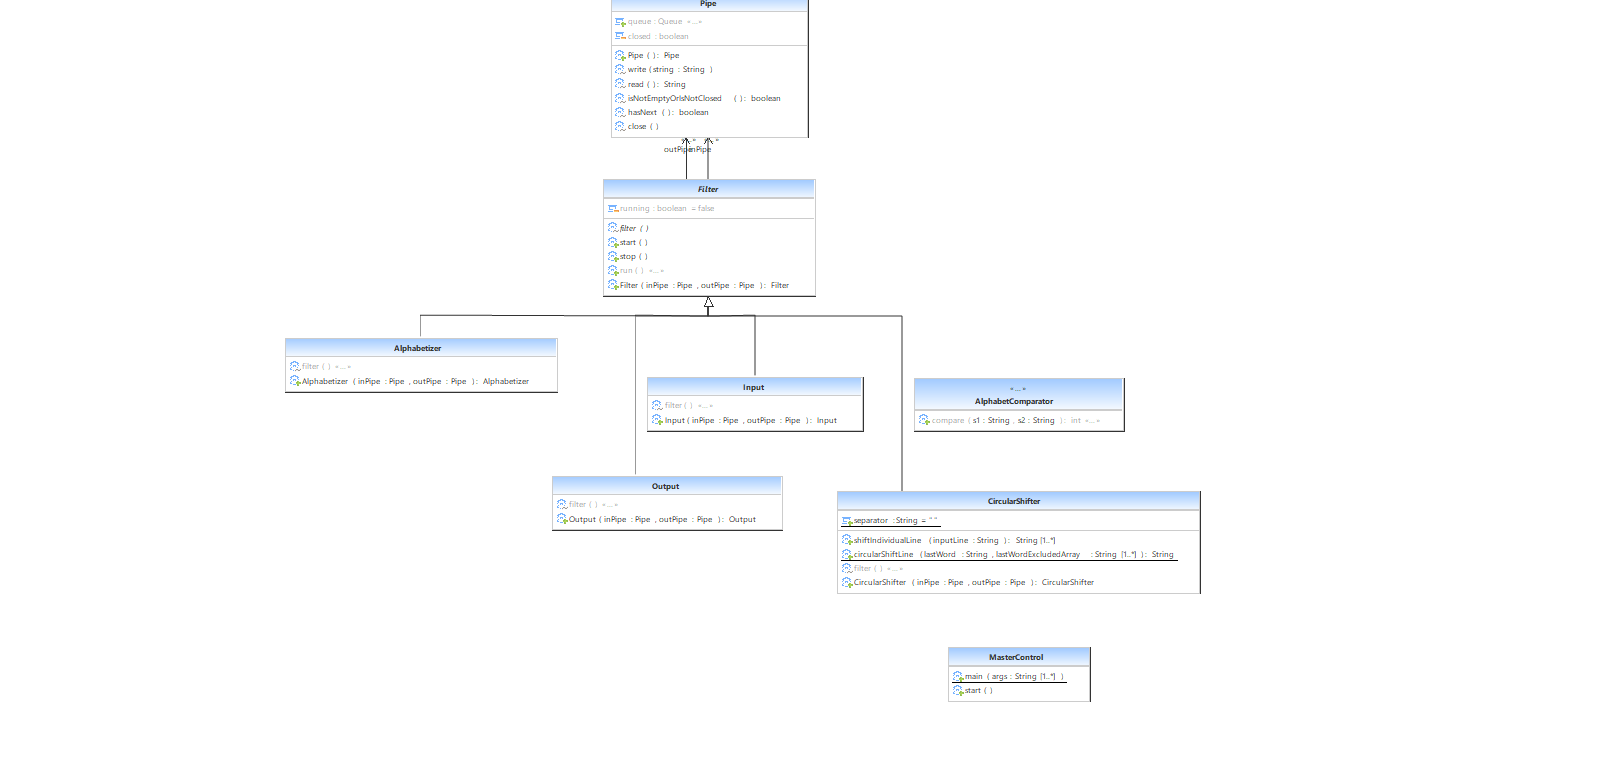 Pipe
queue : Queue «...»
closed : boolean
Pipe ( ) : Pipe
write ( string : String )
read ( ) : String
isNotEmptyOrIsNotClosed ( ) : boolean
hasNext ( ) : boolean
close ( )
outPipe inPipe
Filter
running : boolean = false
filter ( )
start ( )
stop ( )
run ( ) «...»
Filter ( inPipe : Pipe , outPipe : Pipe ) : Filter
Alphabetizer
filter ( ) «...»
Alphabetizer ( inPipe : Pipe , outPipe : Pipe ) : Alphabetizer
Input
filter ( ) «...»
Input ( inPipe : Pipe , outPipe : Pipe ) : Input
«...»
AlphabetComparator
compare ( s1 : String , s2 : String ) : int «...»
Output
filter ( ) «...»
Output ( inPipe : Pipe , outPipe : Pipe ) : Output
CircularShifter
separator : String = " "
shiftIndividualLine ( inputLine : String ) : String [1..*]
circularShiftLine ( lastWord : String , lastWordExcludedArray : String [1..*] ) : String
filter ( ) «...»
CircularShifter ( inPipe : Pipe , outPipe : Pipe ) : CircularShifter
MasterControl
main ( args : String [1..*] )
start ( )